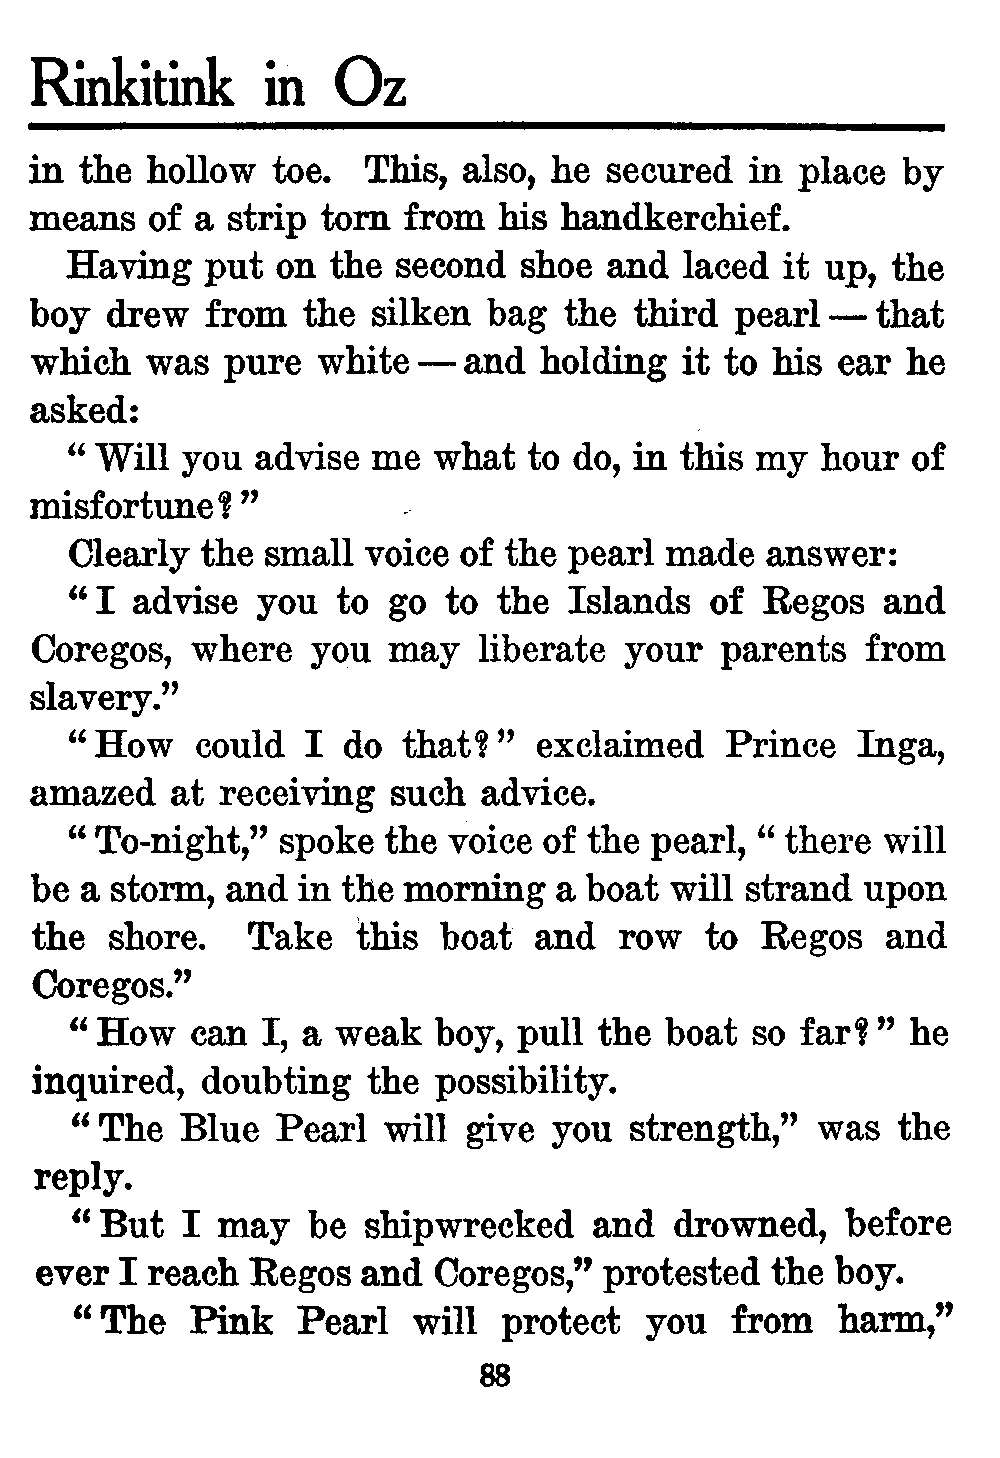 Rinkitink in Oz
in the hollow toe. This, also, he secured in place by
means of a strip torn from his handkerchief.
Having put on the second shoe and laced it up, the
boy drew from the silken bag the third pearl — that
which was pure white — and holding it to his ear he
asked:
“ Will you advise me what to do, in this my hour of
misfortune? ”
Clearly the small voice of the pearl made answer:
“ I advise you to go to the Islands of Regos and
Coregos, where you may liberate your parents from
slavery.”
“ How could I do that? ” exclaimed Prince Inga,
amazed at receiving such advice.
“ To-night,” spoke the voice of the pearl, “ there will
be a storm, and in the morning a boat will strand upon
the shore. Take this boat and row to Regos and
Coregos.”
“ How can I, a weak boy, pull the boat so far? ” he
inquired, doubting the possibility.
“ The Blue Pearl will give you strength,” was the
reply.
“ But I may be shipwrecked and drowned, before
ever I reach Regos and Coregos,” protested the boy.
“ The Pink Pearl will protect you from harm,”
88